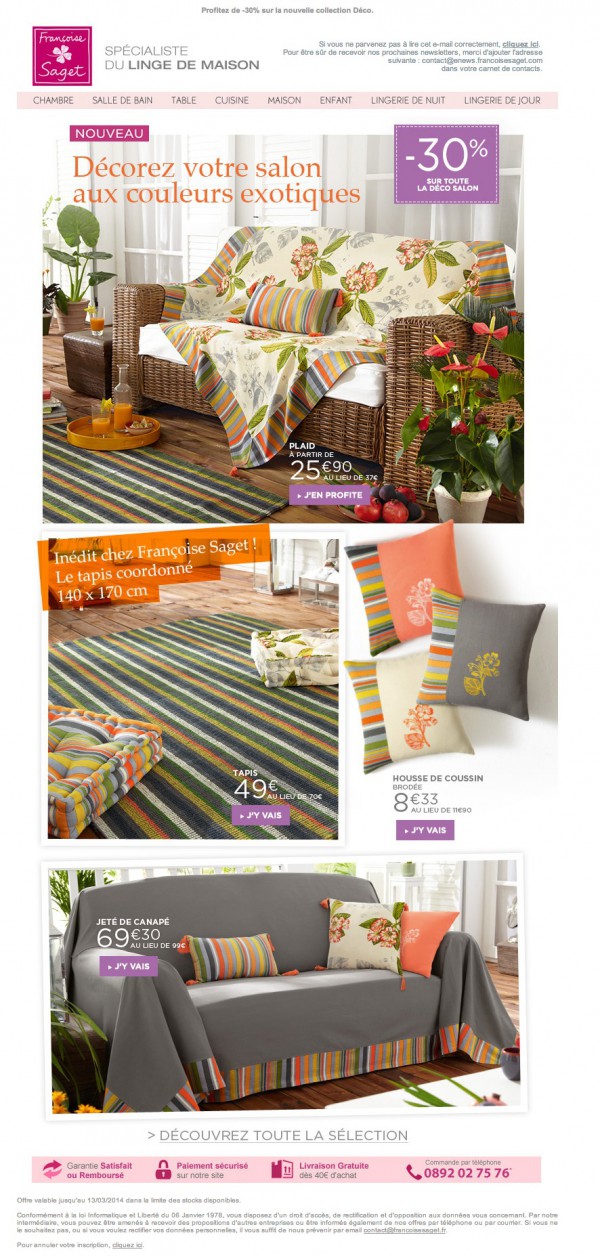 Profitez de -30% sur la nouvelle collection Déco.
Françoise
Saget
SPÉCIALISTE
DU LINGE DE MAISON
Si vous ne parvenez pas à lire cet e-mail correctement, cliquez ici.
Pour être sûr de recevoir nos prochaines newsletters, merci d'ajouter l'adresse
suivante : contact@enews.francoisesaget.com
dans votre carnet de contacts.
CHAMBRE SALLE DE BAIN TABLE CUISINE MAISON ENFANT LINGERIE DE NUIT LINGERIE DE JOUR
NOUVEAU
Décorez votre salon
aux couleurs exotiques
-30%
SUR TOUTE
LA DÉCO SALON
PLAID
À PARTIR DE
25€90
AU LIEU DE 37€
J'EN PROFITE
Inédit chez Françoise Saget !
Le tapis coordonné
140 x 170 cm
TAPIS
49€
AU LIEU DE 70€
J'Y VAIS
HOUSSE DE COUSSIN
BRODÉE
8€33
AU LIEU DE 11€90
J'Y VAIS
JETÉ DE CANAPÉ
69€30
AU LIEU DE 99€
J'Y VAIS
> DÉCOUVREZ TOUTE LA SÉLECTION
Garantie Satisfait
ou Remboursé
Paiement sécurisé
sur notre site
Livraison Gratuite
dès 40€ d'achat
Commande par téléphone
0892 02 75 76*
Offre valable jusqu'au 13/03/2014 dans la limite des stocks disponibles.
Conformément à la loi Informatique et Liberté du 06 Janvier 1978, vous disposez d'un droit d'accès, de rectification et d'opposition aux données vous concernant. Par notre
intermédiaire, vous pouvez être amenés à recevoir des propositions d'autres entreprises ou être informés également de nos offres par téléphone ou par courrier. Si vous ne
le souhaitez pas, ou si vous voulez rectifier vos données personnelles, il vous suffit de nous prévenir par email contact@francoisesaget.fr.
Pour annuler votre inscription, cliquez ici.